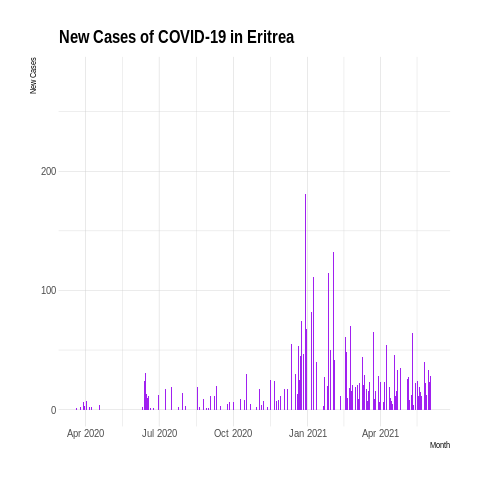 New Cases of COVID-19 in Eritrea
New Cases
200
100
0
Apr 2020 Jul 2020 Oct 2020 Jan 2021 Apr 2021
Month